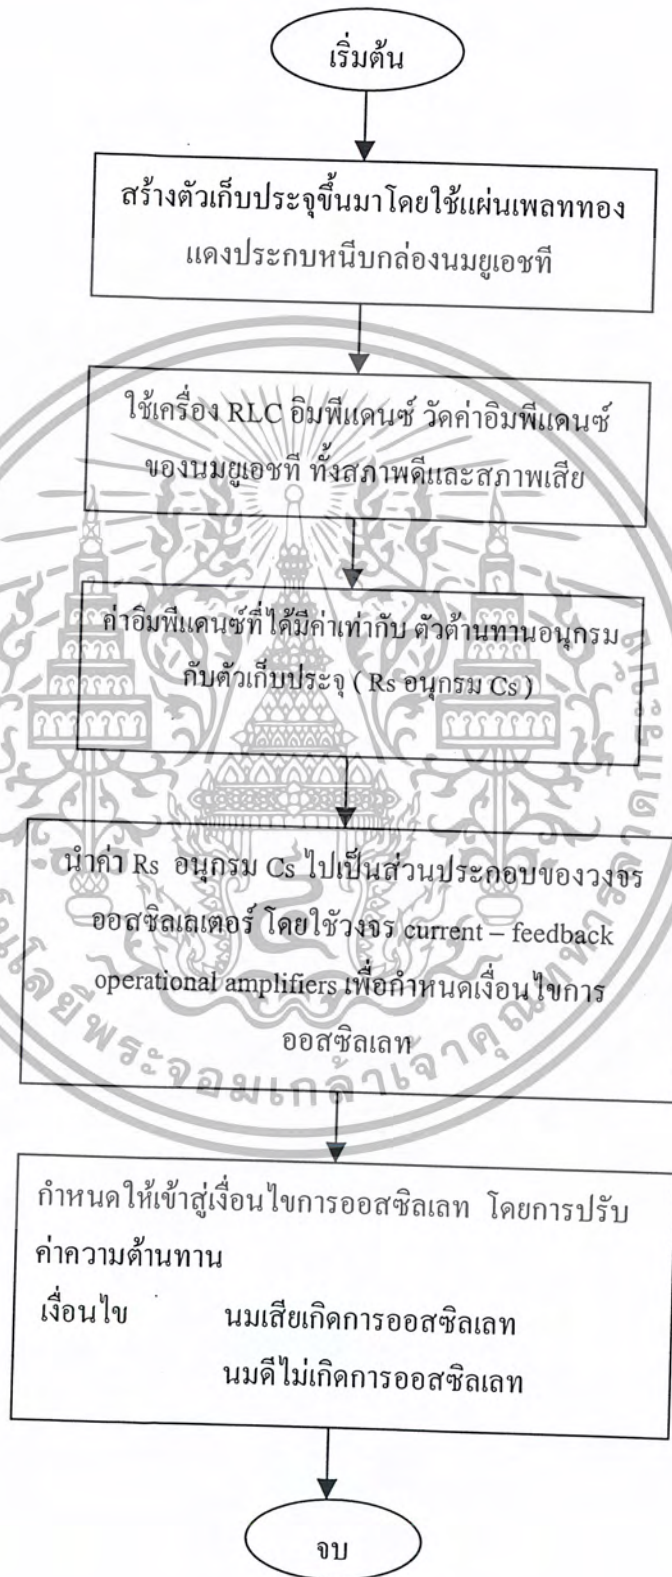 เริ่มต้น
สร้างตัวเก็บประจุขึ้นมาโดยใช้แผ่นเพลททอง
แดงประกบหนีบกล่องนมยูเอชที
ใช้เครื่อง RLC อิมพีแดนซ์ วัดค่าอิมพีแดนซ์
ของนมยูเอชที ทั้งสภาพดีและสภาพเสีย
ค่าอิมพีแดนซ์ที่ได้มีค่าเท่ากับ ตัวต้านทานอนุกรม
กับตัวเก็บประจุ ( Rs อนุกรม Cs )
นำค่า Rs อนุกรม Cs ไปเป็นส่วนประกอบของวงจร
ออสซิลเลเตอร์ โดยใช้วงจร current – feedback
operational amplifiers เพื่อกำหนดเงื่อนไขการ
ออสซิลเลท
กำหนดให้เข้าสู่เงื่อนไขการออสซิลเลท โดยการปรับ
ค่าความต้านทาน
เงื่อนไข นมเสียเกิดการออสซิลเลท
นมดีไม่เกิดการออสซิลเลท
จบ